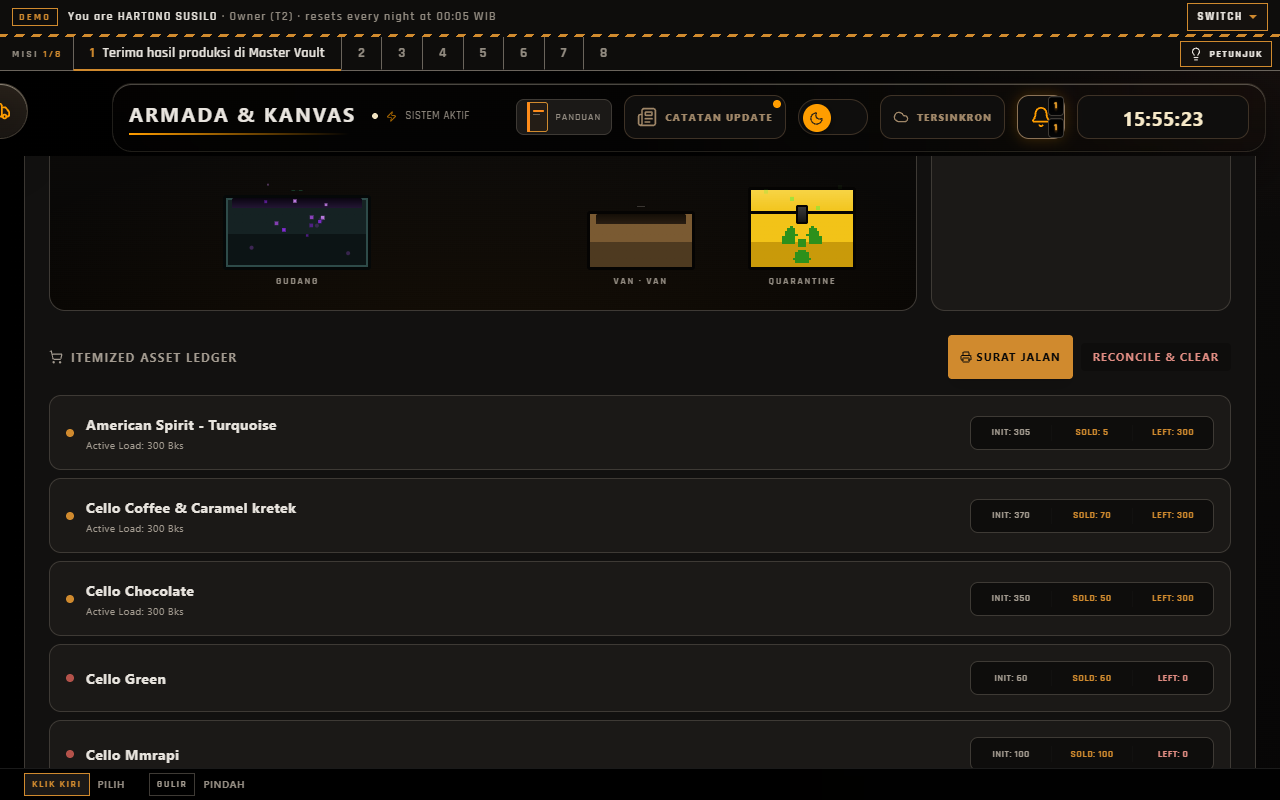 DEMO You are HARTONO SUSILO · Owner (T2) · resets every night at 00:05 WIB SWITCH
MISI 1/8 1 Terima hasil produksi di Master Vault 2 3 4 5 6 7 8 PETUNJUK
ARMADA & KANVAS SISTEM AKTIF PANDUAN CATATAN UPDATE TERSINKRON 1 1 15:55:23
GUDANG VAN - VAN QUARANTINE
ITEMIZED ASSET LEDGER SURAT JALAN RECONCILE & CLEAR
American Spirit - Turquoise
Active Load: 300 Bks
INIT: 305 SOLD: 5 LEFT: 300
Cello Coffee & Caramel kretek
Active Load: 300 Bks
INIT: 370 SOLD: 70 LEFT: 300
Cello Chocolate
Active Load: 300 Bks
INIT: 350 SOLD: 50 LEFT: 300
Cello Green
INIT: 60 SOLD: 60 LEFT: 0
Cello Mmrapi
INIT: 100 SOLD: 100 LEFT: 0
KLIK KIRI PILIH GULIR PINDAH